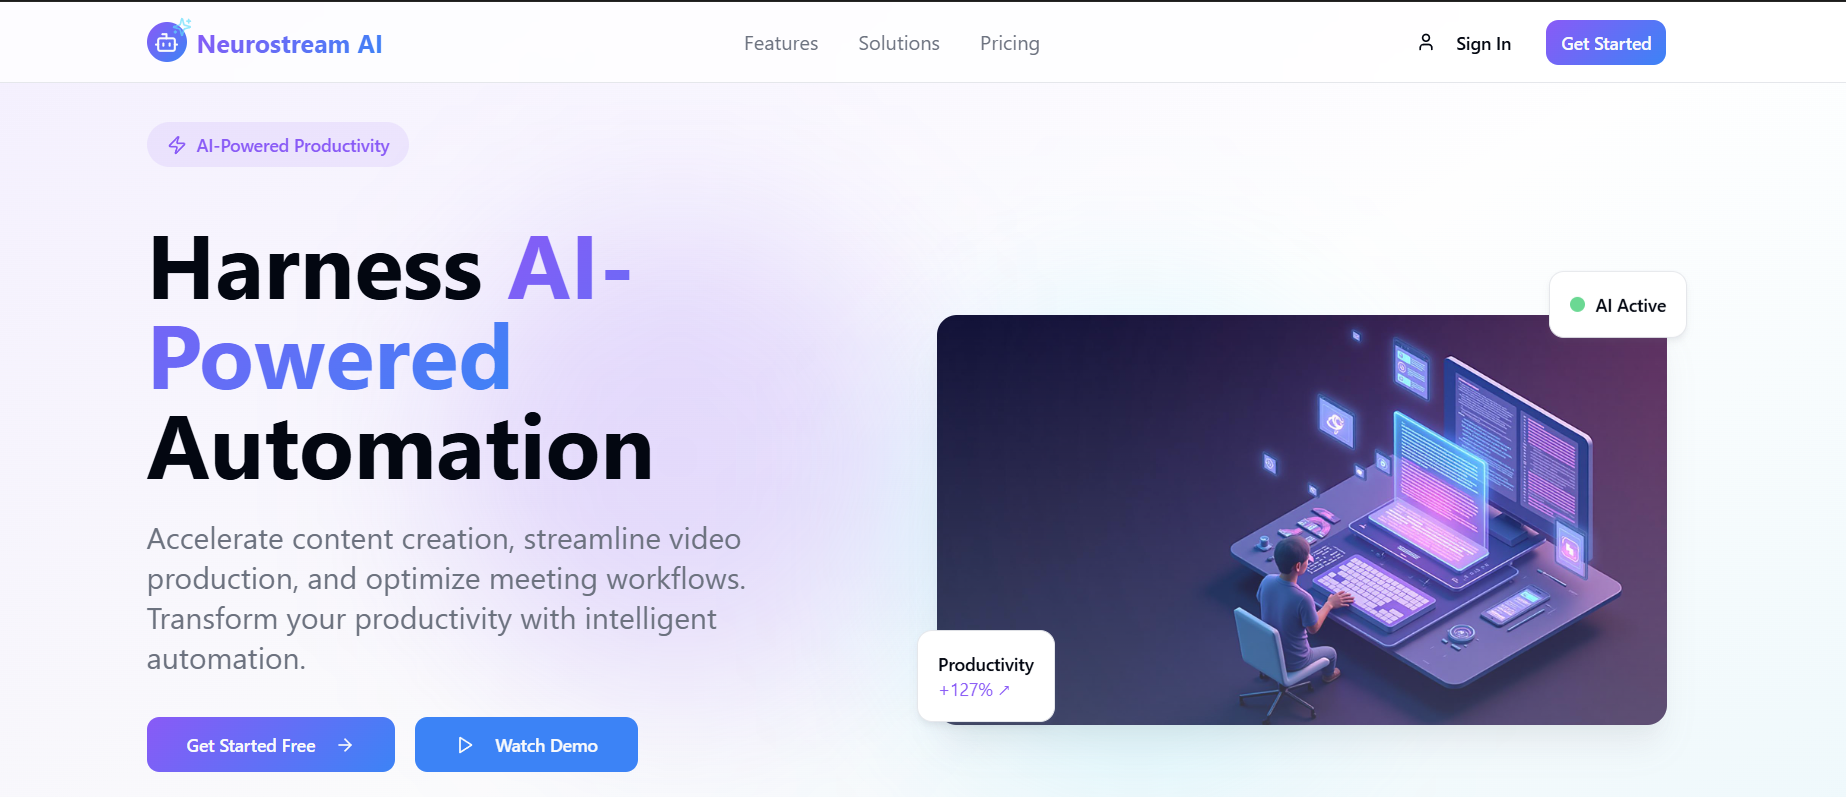 Neurostream AI
Features
Solutions
Pricing
Sign In
Get Started
AI-Powered Productivity
Harness AI-
Powered
Automation
Accelerate content creation, streamline video
production, and optimize meeting workflows.
Transform your productivity with intelligent
automation.
Get Started Free →
Watch Demo
AI Active
Productivity
+127% ↗